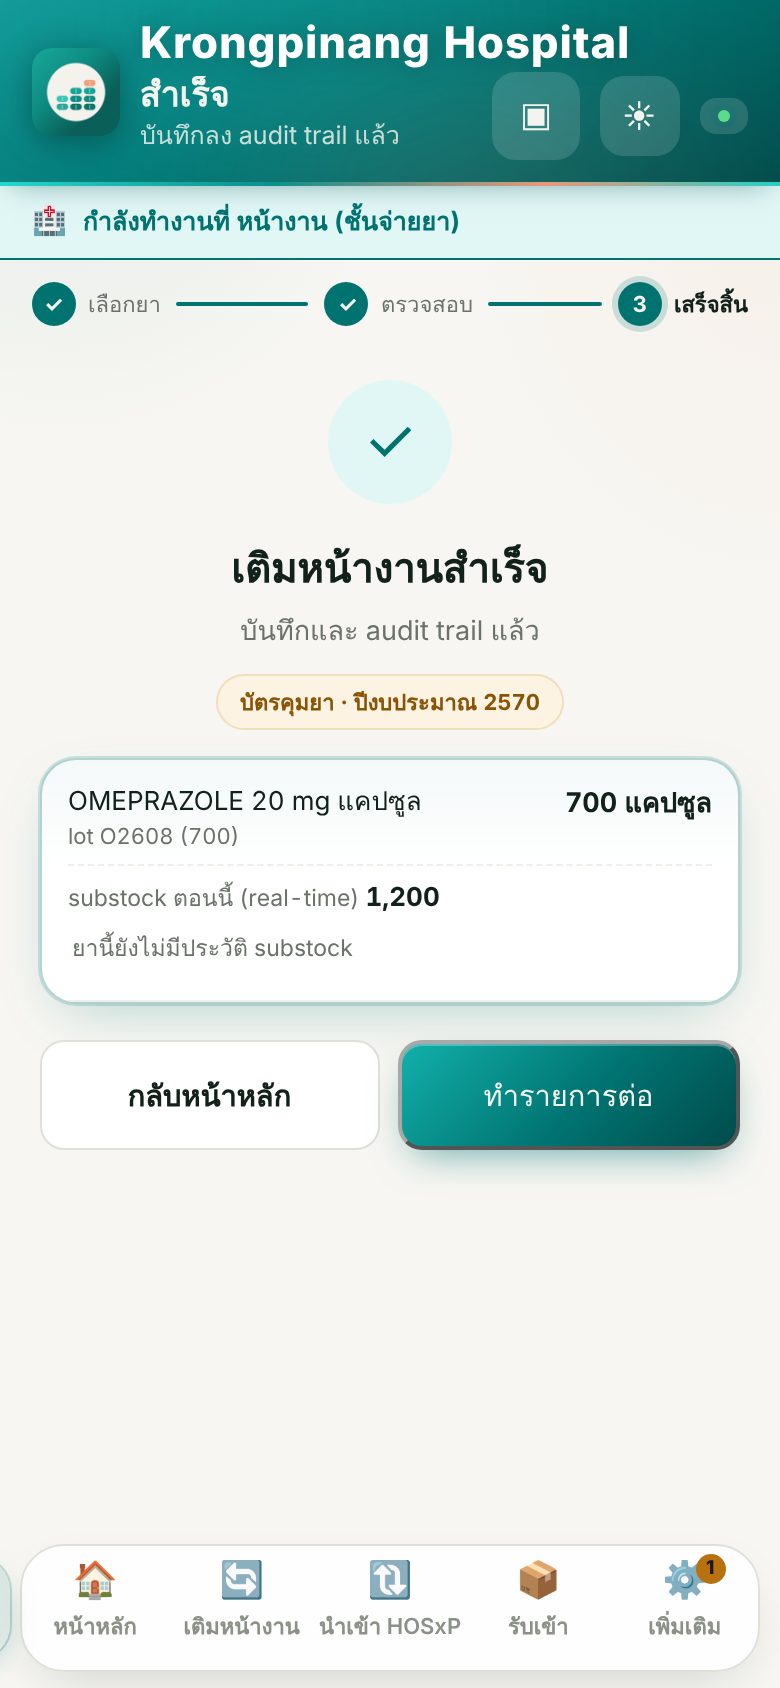 Krongpinang Hospital
สำเร็จ
บันทึกลง audit trail แล้ว
กำลังทำงานที่ หน้างาน (ชั้นจ่ายยา)
เลือกยา
ตรวจสอบ
3 เสร็จสิ้น
เติมหน้างานสำเร็จ
บันทึกและ audit trail แล้ว
บัตรคุมยา · ปีงบประมาณ 2570
OMEPRAZOLE 20 mg แคปซูล 700 แคปซูล
lot O2608 (700)
substock ตอนนี้ (real-time) 1,200
ยานี้ยังไม่มีประวัติ substock
กลับหน้าหลัก
ทำรายการต่อ
1
หน้าหลัก
เติมหน้างาน
นำเข้า HOSxP
รับเข้า
เพิ่มเติม